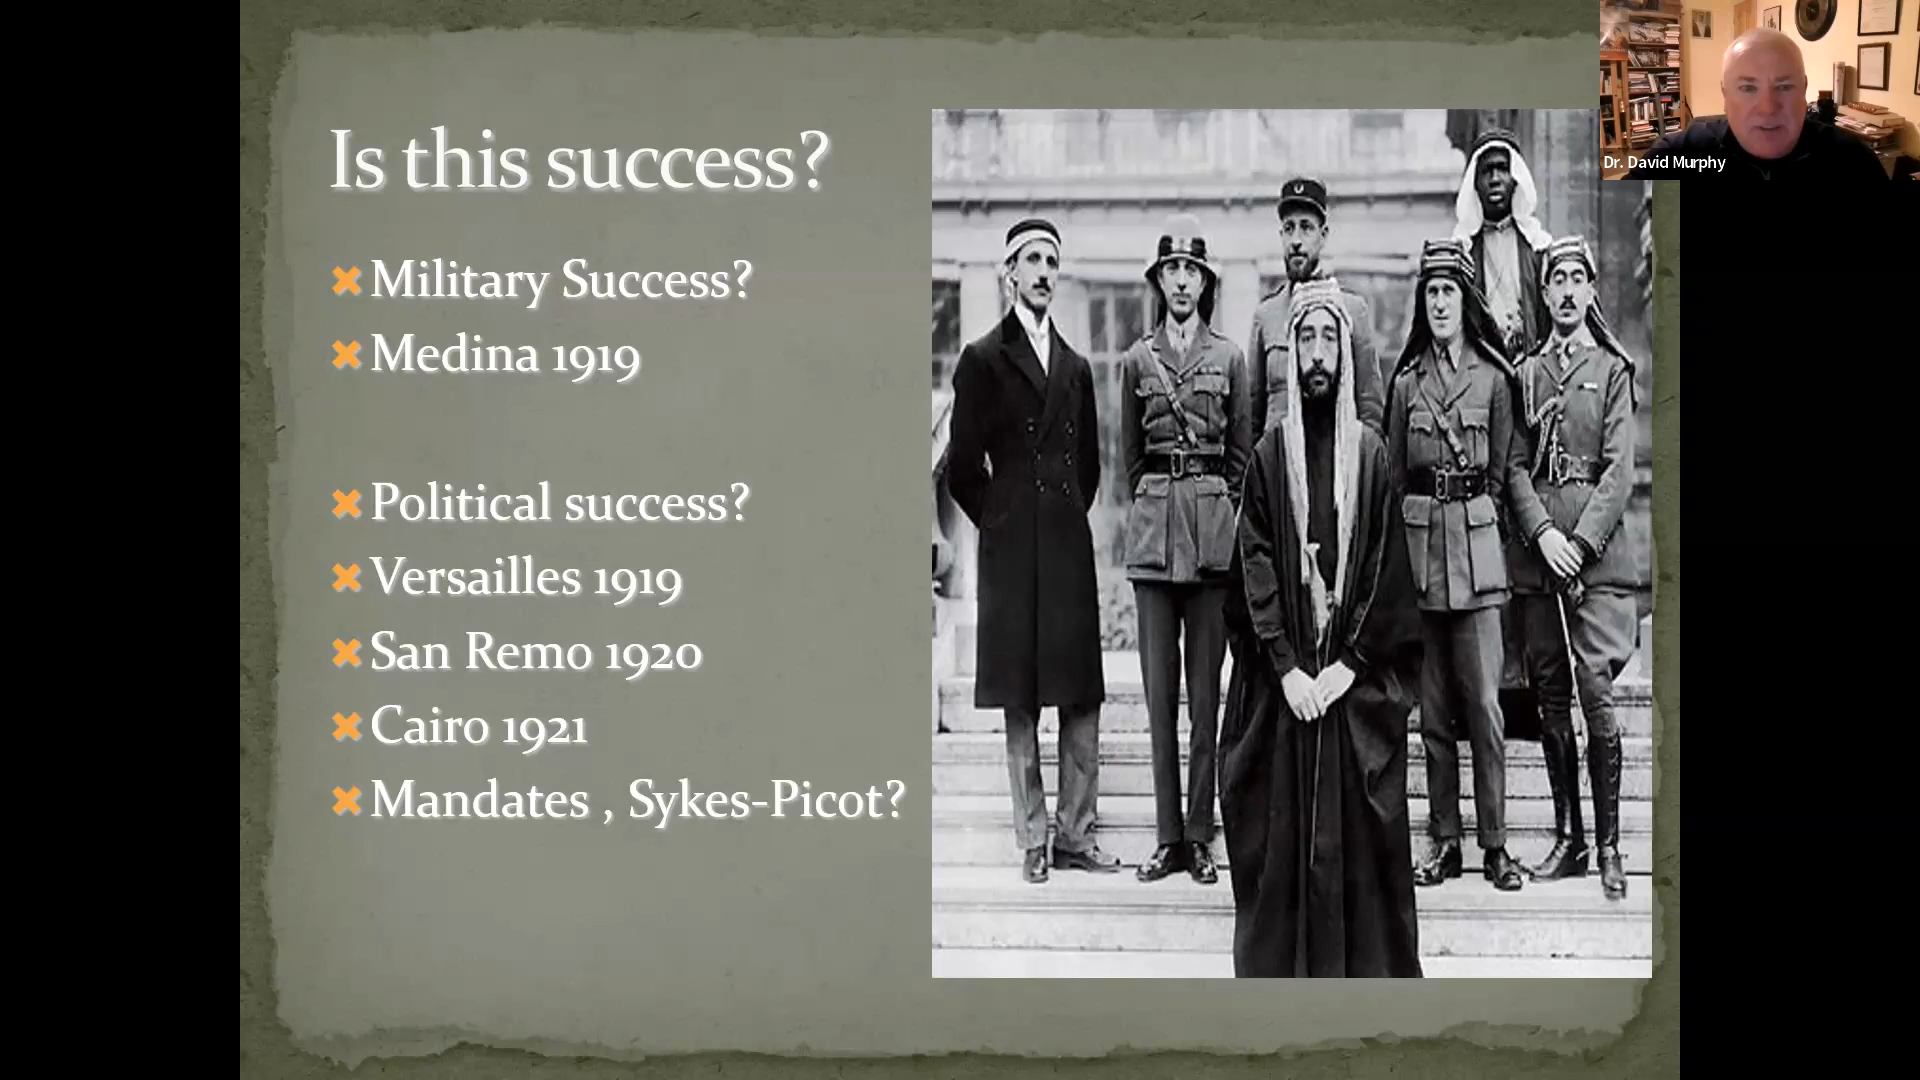 Is this success?
Military Success?
Medina 1919
Political success?
Versailles 1919
San Remo 1920
Cairo 1921
Mandates , Sykes-Picot?
Dr. David Murphy